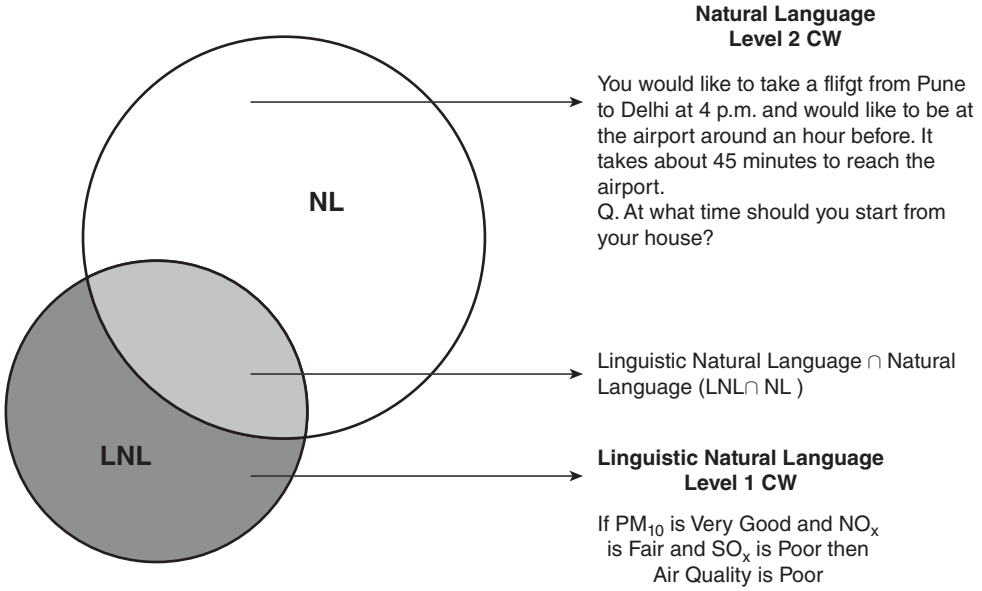 Natural Language
Level 2 CW
You would like to take a flifgt from Pune
to Delhi at 4 p.m. and would like to be at
the airport around an hour before. It
takes about 45 minutes to reach the
airport.
Q. At what time should you start from
your house?
NL
Linguistic Natural Language ∩ Natural
Language (LNL∩ NL )
LNL
Linguistic Natural Language
Level 1 CW
If PM10 is Very Good and NOx
is Fair and SOx is Poor then
Air Quality is Poor